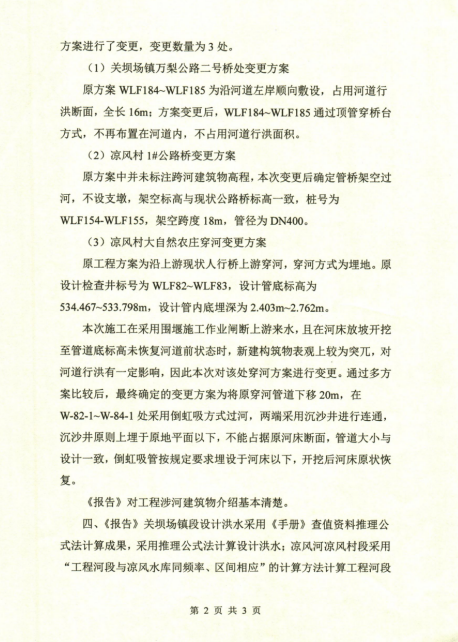 方案进行了变更，变更数量为 3 处。
（1）关坝场镇万梨公路二号桥处变更方案
原方案 WLF184~WLF185 为沿河道左岸顺向敷设，占用河道行
洪断面，全长 16m；方案变更后，WLF184~WLF185 通过顶管穿桥台
方式，不再布置在河道内，不占用河道行洪面积。
（2）凉风村 1#公路桥变更方案
原方案中并未标注跨河建筑物高程，本次变更后确定管桥架空过
河，不设支墩，架空标高与现状公路桥标高一致，桩号为
WLF154-WLF155，架空跨度 18m，管径为 DN400。
（3）凉风村大自然农庄穿河变更方案
原工程方案为沿上游现状人行桥上游穿河，穿河方式为埋地。原
设计检查井标号为 WLF82~WLF83，设计管底标高为
534.467~533.798m，设计管内底埋深为 2.403m~2.762m。
本次施工在采用围堰施工作业闸断上游来水，且在河床放坡开挖
至管道底标高未恢复河道前状态时，新建构筑物表观上较为突兀，对
河道行洪有一定影响，因此本次对该处穿河方案进行变更。通过多方
案比较后，最终确定的变更方案为将原穿河管道下移 20m，在
W-82-1~W-84-1 处采用倒虹吸方式过河，两端采用沉沙井进行连通，
沉沙井原则上埋于原地平面以下，不能占据原河床断面，管道大小与
设计一致，倒虹吸管按规定要求埋设于河床以下，开挖后河床原状恢
复。
《报告》对工程涉河建筑物介绍基本清楚。
四、《报告》关坝场镇段设计洪水采用《手册》查值资料推理公
式法计算成果，采用推理公式法计算设计洪水；凉风河凉风村段采用
“工程河段与凉风水库同频率、区间相应”的计算方法计算工程河段
第 2 页 共 3 页